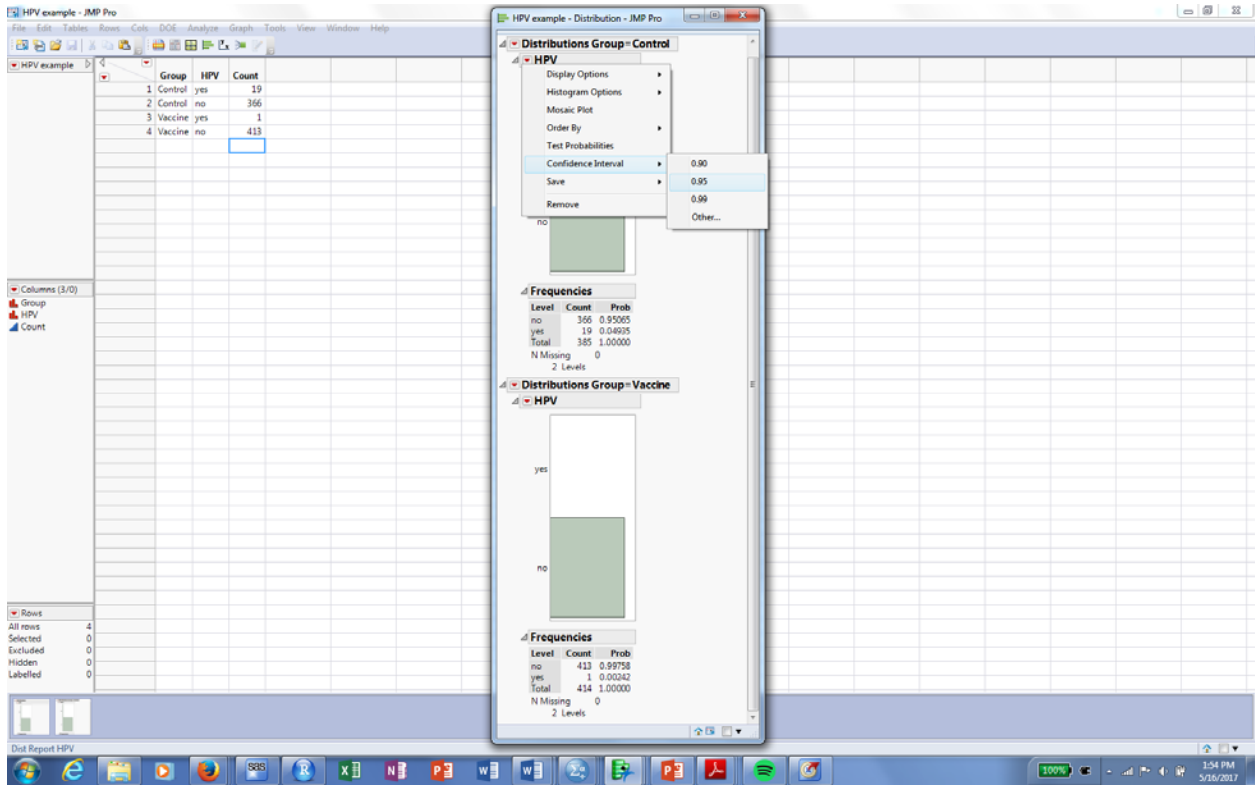 HPV example - JMP Pro
File Edit Tables Rows Cols DOE Analyze Graph Tools View Window Help
HPV example
Group HPV Count
1 Control yes 19
2 Control no 366
3 Vaccine yes 1
4 Vaccine no 413
Columns (3/0)
Group
HPV
Count
Rows
All rows 4
Selected 0
Excluded 0
Hidden 0
Labelled 0
HPV example - Distribution - JMP Pro
Distributions Group=Control
HPV
Display Options
Histogram Options
Mosaic Plot
Order By
Test Probabilities
Confidence Interval
Save
Remove
0.90
0.95
0.99
Other...
no
Frequencies
Level Count Prob
no 366 0.95065
yes 19 0.04935
Total 385 1.00000
N Missing 0
2 Levels
Distributions Group=Vaccine
HPV
yes
no
Frequencies
Level Count Prob
no 413 0.99758
yes 1 0.00242
Total 414 1.00000
N Missing 0
2 Levels
Dist Report HPV
SAS
R
100%
1:54 PM
5/16/2017